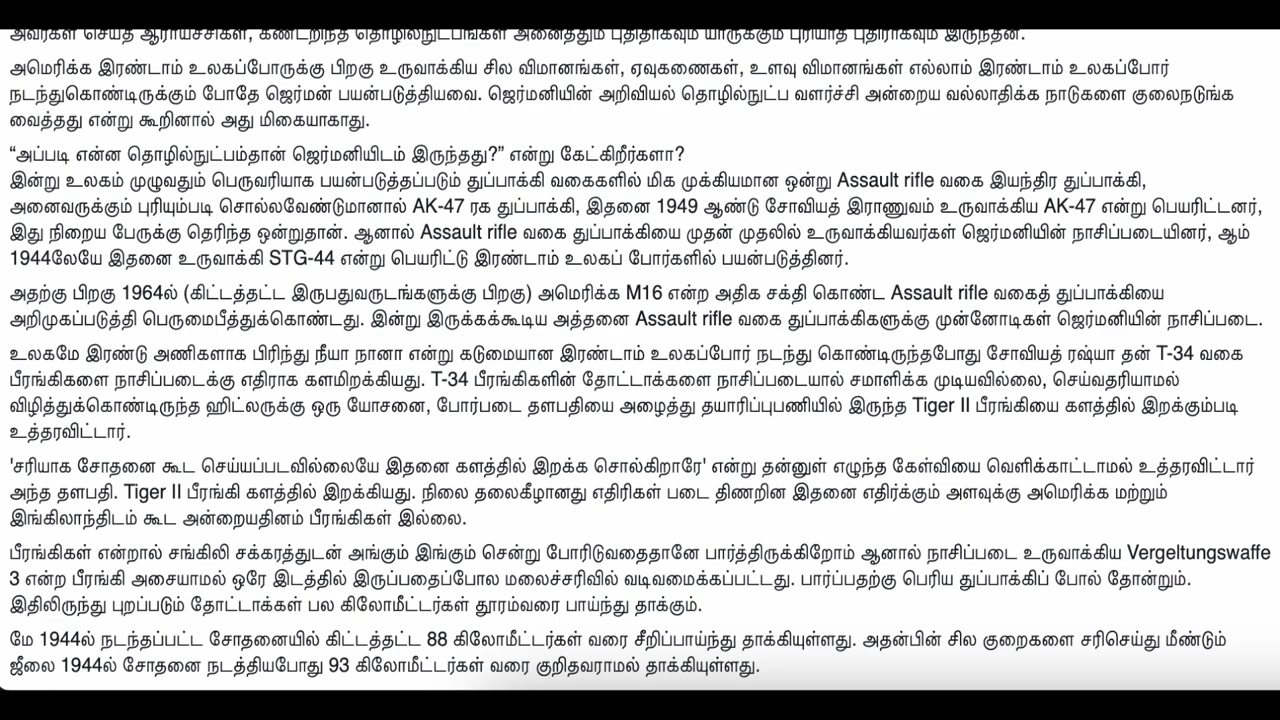 அவர்கள் செய்த ஆராய்ச்சிகள், கண்டறிந்த தொழில்நுட்பங்கள் அனைத்தும் புதிதாகவும் யாருக்கும் புரியாத புதிராகவும் இருந்தன.
அமெரிக்க இரண்டாம் உலகப்போருக்கு பிறகு உருவாக்கிய சில விமானங்கள், ஏவுகணைகள், உளவு விமானங்கள் எல்லாம் இரண்டாம் உலகப்போர்
நடந்துகொண்டிருக்கும் போதே ஜெர்மன் பயன்படுத்தியவை. ஜெர்மனியின் அறிவியல் தொழில்நுட்ப வளர்ச்சி அன்றைய வல்லாதிக்க நாடுகளை குலைநடுங்க
வைத்தது என்று கூறினால் அது மிகையாகாது.
“அப்படி என்ன தொழில்நுட்பம்தான் ஜெர்மனியிடம் இருந்தது?” என்று கேட்கிறீர்களா?
இன்று உலகம் முழுவதும் பெருவரியாக பயன்படுத்தப்படும் துப்பாக்கி வகைகளில் மிக முக்கியமான ஒன்று Assault rifle வகை இயந்திர துப்பாக்கி,
அனைவருக்கும் புரியும்படி சொல்லவேண்டுமானால் AK-47 ரக துப்பாக்கி, இதனை 1949 ஆண்டு சோவியத் இராணுவம் உருவாக்கிய AK-47 என்று பெயரிட்டனர்,
இது நிறைய பேருக்கு தெரிந்த ஒன்றுதான். ஆனால் Assault rifle வகை துப்பாக்கியை முதன் முதலில் உருவாக்கியவர்கள் ஜெர்மனியின் நாசிப்படையினர், ஆம்
1944லேயே இதனை உருவாக்கி STG-44 என்று பெயரிட்டு இரண்டாம் உலகப் போர்களில் பயன்படுத்தினர்.
அதற்கு பிறகு 1964ல் (கிட்டத்தட்ட இருபதுவருடங்களுக்கு பிறகு) அமெரிக்க M16 என்ற அதிக சக்தி கொண்ட Assault rifle வகைத் துப்பாக்கியை
அறிமுகப்படுத்தி பெருமைபீத்துக்கொண்டது. இன்று இருக்கக்கூடிய அத்தனை Assault rifle வகை துப்பாக்கிகளுக்கு முன்னோடிகள் ஜெர்மனியின் நாசிப்படை.
உலகமே இரண்டு அணிகளாக பிரிந்து நீயா நானா என்று கடுமையான இரண்டாம் உலகப்போர் நடந்து கொண்டிருந்தபோது சோவியத் ரஷ்யா தன் T-34 வகை
பீரங்கிகளை நாசிப்படைக்கு எதிராக களமிறக்கியது. T-34 பீரங்கிகளின் தோட்டாக்களை நாசிப்படையால் சமாளிக்க முடியவில்லை, செய்வதரியாமல்
விழித்துக்கொண்டிருந்த ஹிட்லருக்கு ஒரு யோசனை, போர்படை தளபதியை அழைத்து தயாரிப்புபணியில் இருந்த Tiger II பீரங்கியை களத்தில் இறக்கும்படி
உத்தரவிட்டார்.
'சரியாக சோதனை கூட செய்யப்படவில்லையே இதனை களத்தில் இறக்க சொல்கிறாரே' என்று தன்னுள் எழுந்த கேள்வியை வெளிக்காட்டாமல் உத்தரவிட்டார்
அந்த தளபதி. Tiger II பீரங்கி களத்தில் இறக்கியது. நிலை தலைகீழானது எதிரிகள் படை திணறின இதனை எதிர்க்கும் அளவுக்கு அமெரிக்க மற்றும்
இங்கிலாந்திடம் கூட அன்றையதினம் பீரங்கிகள் இல்லை.
பீரங்கிகள் என்றால் சங்கிலி சக்கரத்துடன் அங்கும் இங்கும் சென்று போரிடுவதைதானே பார்த்திருக்கிறோம் ஆனால் நாசிப்படை உருவாக்கிய Vergeltungswaffe
3 என்ற பீரங்கி அசையாமல் ஒரே இடத்தில் இருப்பதைப்போல மலைச்சரிவில் வடிவமைக்கப்பட்டது. பார்ப்பதற்கு பெரிய துப்பாக்கிப் போல் தோன்றும்.
இதிலிருந்து புறப்படும் தோட்டாக்கள் பல கிலோமீட்டர்கள் தூரம்வரை பாய்ந்து தாக்கும்.
மே 1944ல் நடந்தப்பட்ட சோதனையில் கிட்டத்தட்ட 88 கிலோமீட்டர்கள் வரை சீறிப்பாய்ந்து தாக்கியுள்ளது. அதன்பின் சில குறைகளை சரிசெய்து மீண்டும்
ஜீலை 1944ல் சோதனை நடத்தியபோது 93 கிலோமீட்டர்கள் வரை குறிதவராமல் தாக்கியுள்ளது.